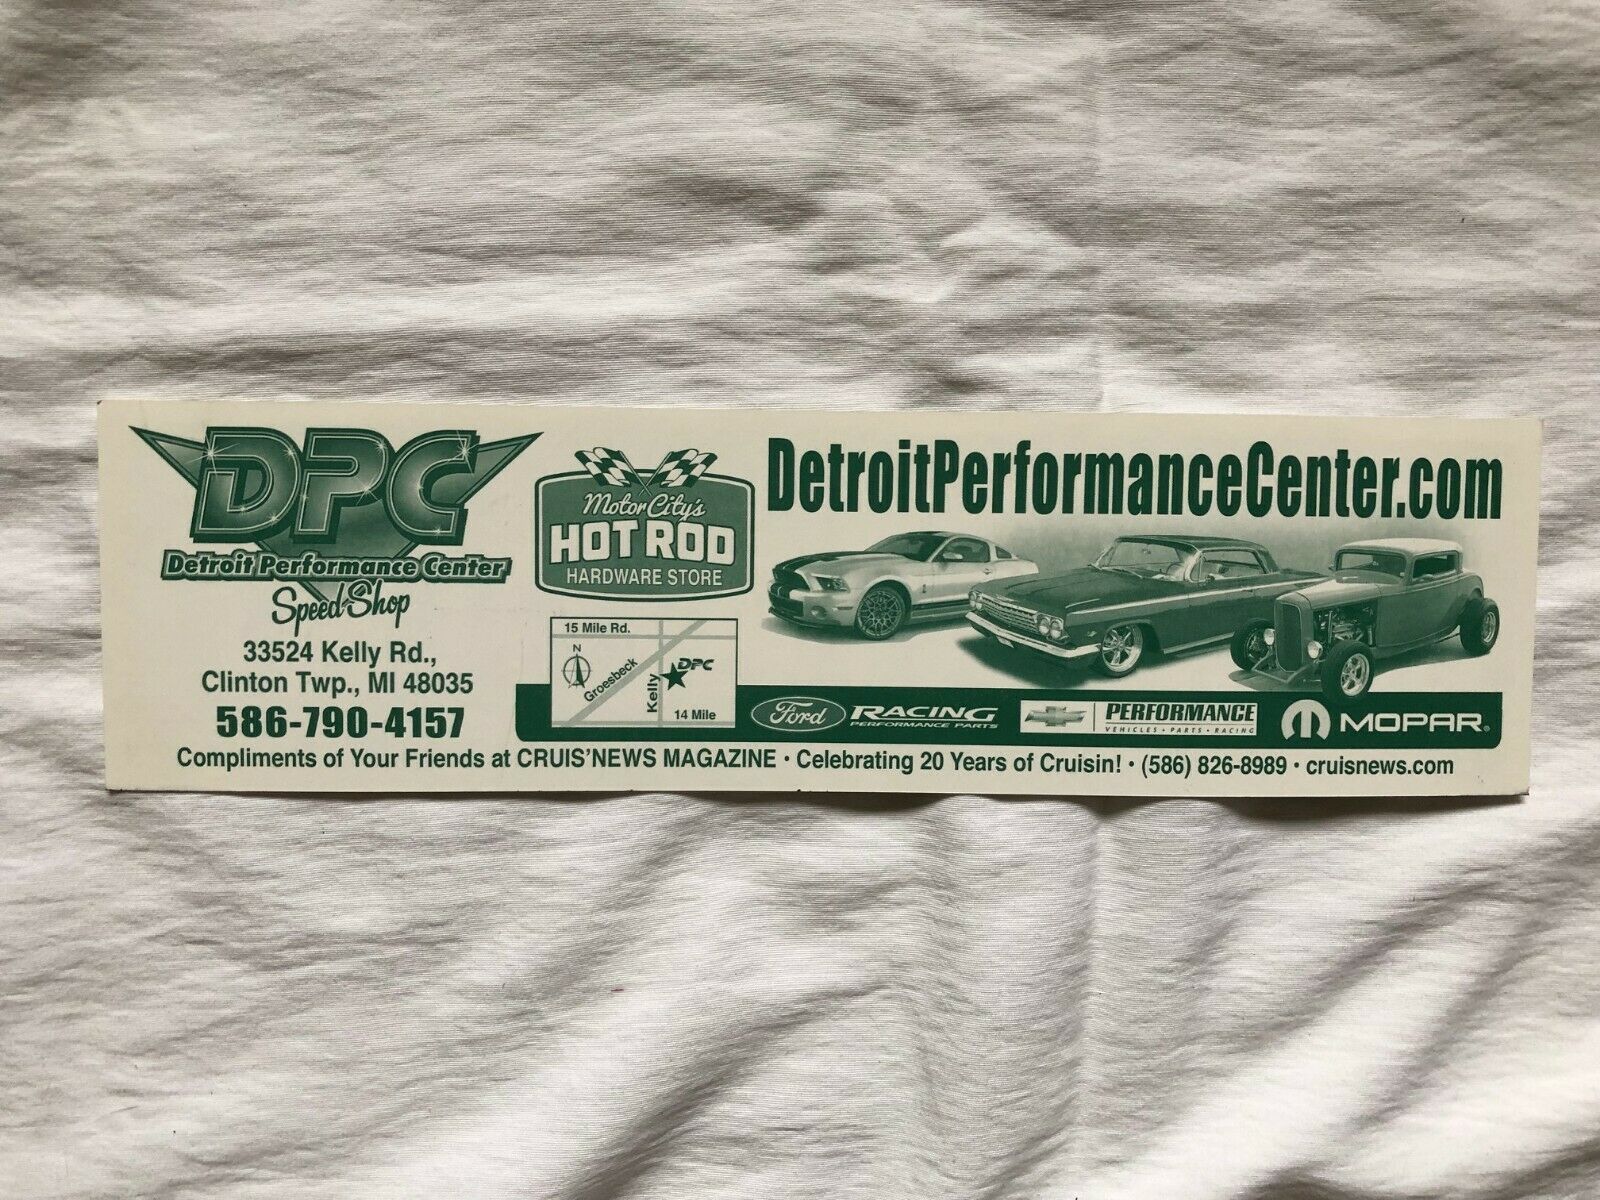 DPC
Detroit Performance Center
Speed Shop
33524 Kelly Rd.,
Clinton Twp., MI 48035
586-790-4157
Motor City's
HOT ROD
HARDWARE STORE
15 Mile Rd.
N
Groesbeck
Kelly
DPC
14 Mile
DetroitPerformanceCenter.com
Ford RACING
PERFORMANCE PARTS
PERFORMANCE
VEHICLES • PARTS • RACING
MOPAR®
Compliments of Your Friends at CRUIS'NEWS MAGAZINE • Celebrating 20 Years of Cruisin! • (586) 826-8989 • cruisnews.com